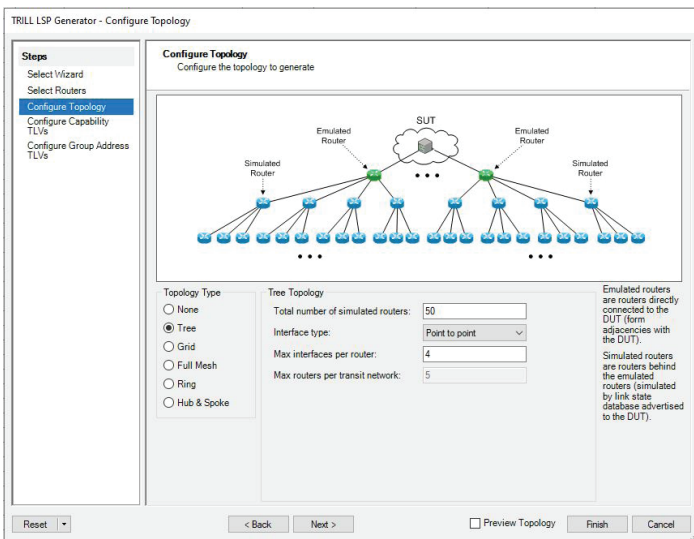 TRILL LSP Generator - Configure Topology
Steps
Select Wizard
Select Routers
Configure Topology
Configure Capability
TLVs
Configure Group Address
TLVs
Configure Topology
Configure the topology to generate
SUT
Emulated
Router
Emulated
Router
Simulated
Router
Simulated
Router
Topology Type
None
Tree
Grid
Full Mesh
Ring
Hub & Spoke
Tree Topology
Total number of simulated routers: 50
Interface type: Point to point
Max interfaces per router: 4
Max routers per transit network: 5
Emulated routers
are routers directly
connected to the
DUT (form
adjacencies with
the DUT).
Simulated routers
are routers behind
the emulated
routers (simulated
by link state
database advertised
to the DUT).
Reset
< Back
Next >
Preview Topology
Finish
Cancel